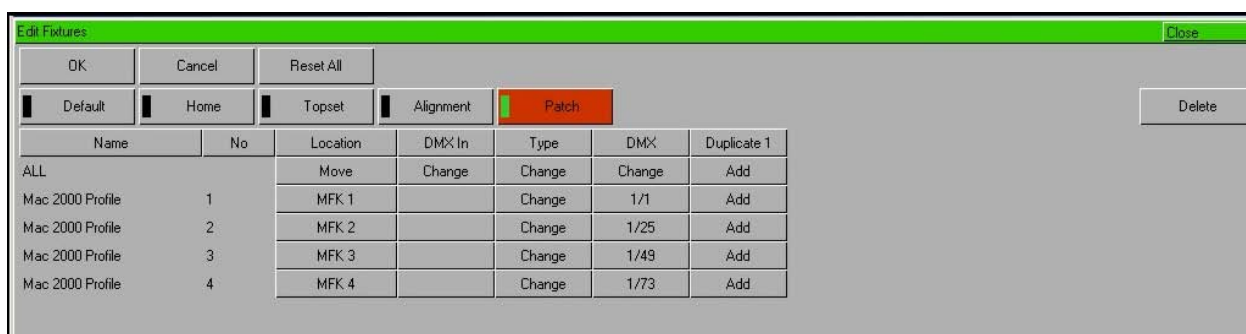 Edit Fixtures Close
OK Cancel Reset All
Default Home Topset Alignment Patch Delete
Name No Location DMX In Type DMX Duplicate 1
ALL Move Change Change Change Add
Mac 2000 Profile 1 MFK 1 Change 1/1 Add
Mac 2000 Profile 2 MFK 2 Change 1/25 Add
Mac 2000 Profile 3 MFK 3 Change 1/49 Add
Mac 2000 Profile 4 MFK 4 Change 1/73 Add